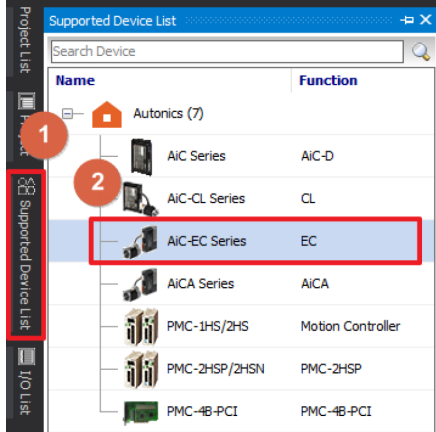 Project List
Project
Supported Device List
I/O List
Supported Device List
Search Device
Name Function
Autonics (7)
1
AiC Series AiC-D
2
AiC-CL Series CL
AiC-EC Series EC
AiCA Series AiCA
PMC-1HS/2HS Motion Controller
PMC-2HSP/2HSN PMC-2HSP
PMC-4B-PCI PMC-4B-PCI